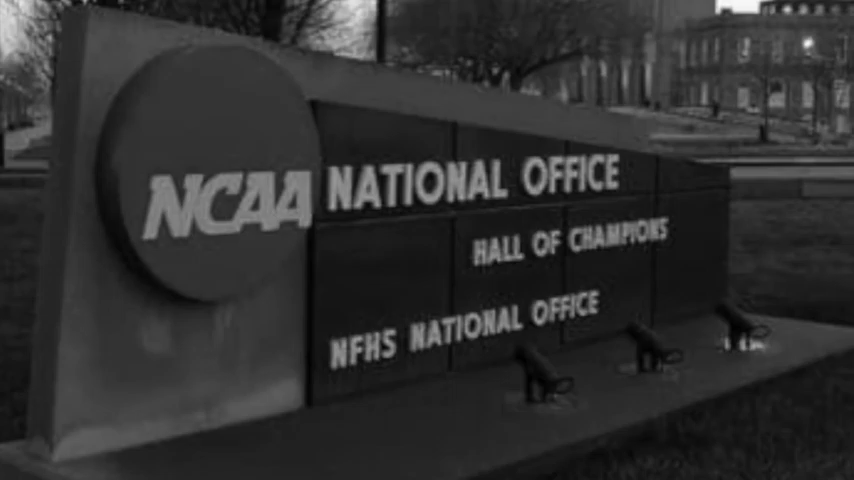 NCAA NATIONAL OFFICE
HALL OF CHAMPIONS
NFHS NATIONAL OFFICE